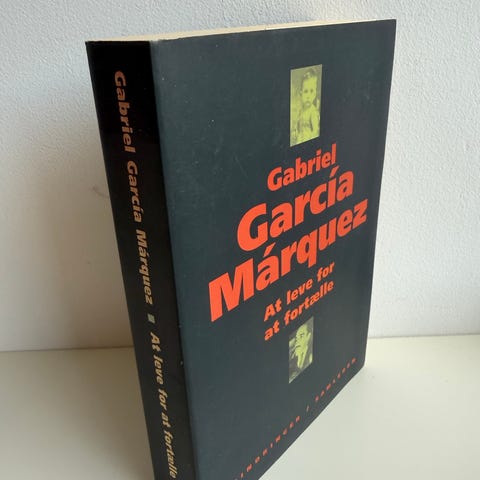 Gabriel García Márquez ■ At leve for at fortælle
Gabriel
García
Márquez
At leve for
at fortælle